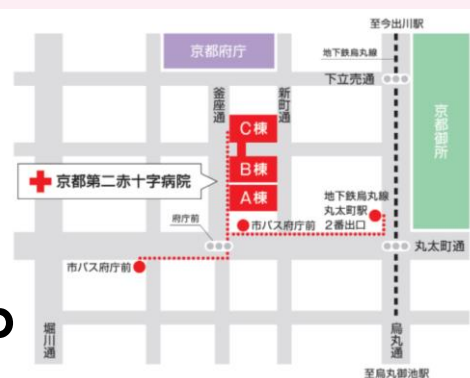 至今出川駅
京都府庁
地下鉄烏丸線
下立売通
釜座通
新町通
京都御所
C棟
B棟
京都第二赤十字病院
A棟
地下鉄烏丸線
丸太町駅
2番出口
府庁前
市バス府庁前
丸太町通
市バス府庁前
堀川通
烏丸通
至烏丸御池駅